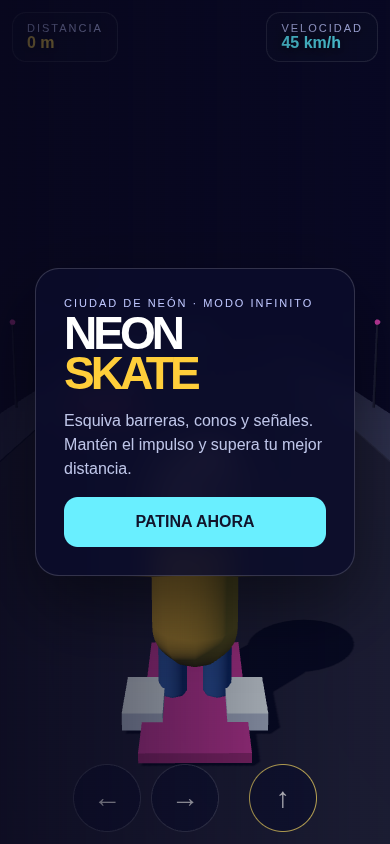 DISTANCIA
0 m
VELOCIDAD
45 km/h
CIUDAD DE NEÓN · MODO INFINITO
NEON
SKATE
Esquiva barreras, conos y señales.
Mantén el impulso y supera tu mejor
distancia.
PATINA AHORA
← → ↑